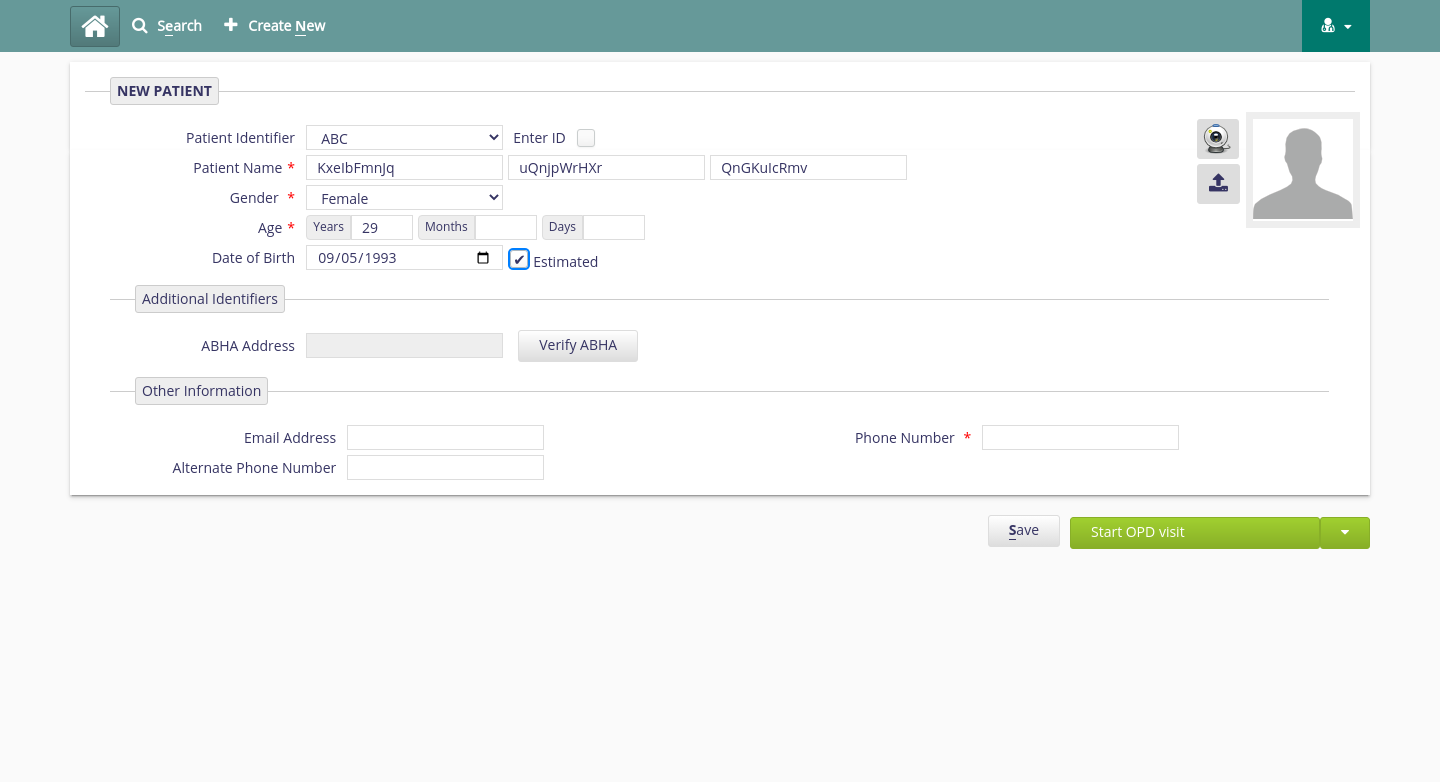 Search Create New
NEW PATIENT
Patient Identifier ABC Enter ID
Patient Name * KxeIbFmnJq uQnjpWrHXr QnGKuIcRmv
Gender * Female
Age * Years 29 Months Days
Date of Birth 09/05/1993 ✔ Estimated
Additional Identifiers
ABHA Address Verify ABHA
Other Information
Email Address Phone Number *
Alternate Phone Number
Save Start OPD visit